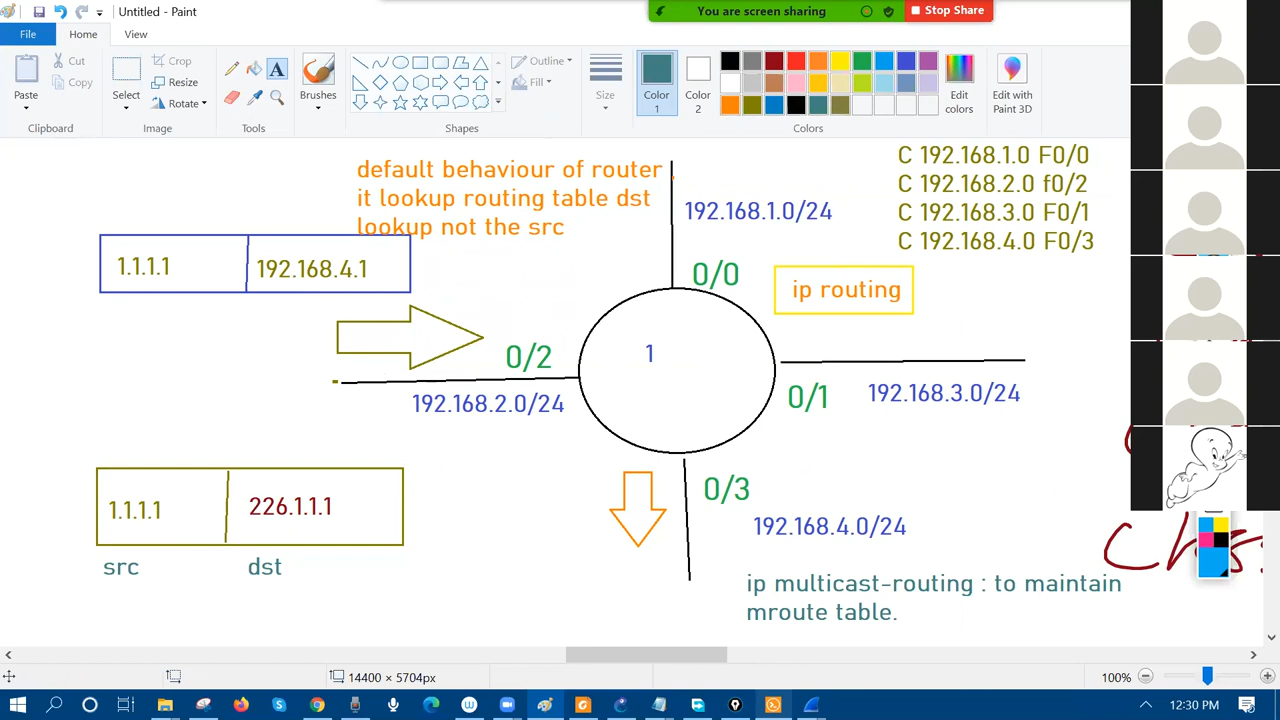 Untitled - Paint
You are screen sharing
Stop Share
File
Home
View
Paste
Cut
Copy
Clipboard
Select
Crop
Resize
Rotate
Image
A
Tools
Brushes
Shapes
Outline
Fill
Size
Color 1
Color 2
Edit colors
Edit with Paint 3D
Colors
default behaviour of router
it lookup routing table dst
lookup not the src
192.168.1.0/24
C 192.168.1.0 F0/0
C 192.168.2.0 f0/2
C 192.168.3.0 F0/1
C 192.168.4.0 F0/3
1.1.1.1
192.168.4.1
0/0
ip routing
0/2
1
192.168.2.0/24
0/1
192.168.3.0/24
1.1.1.1
226.1.1.1
src
dst
0/3
192.168.4.0/24
ip multicast-routing : to maintain
mroute table.
14400 × 5704px
100%
12:30 PM